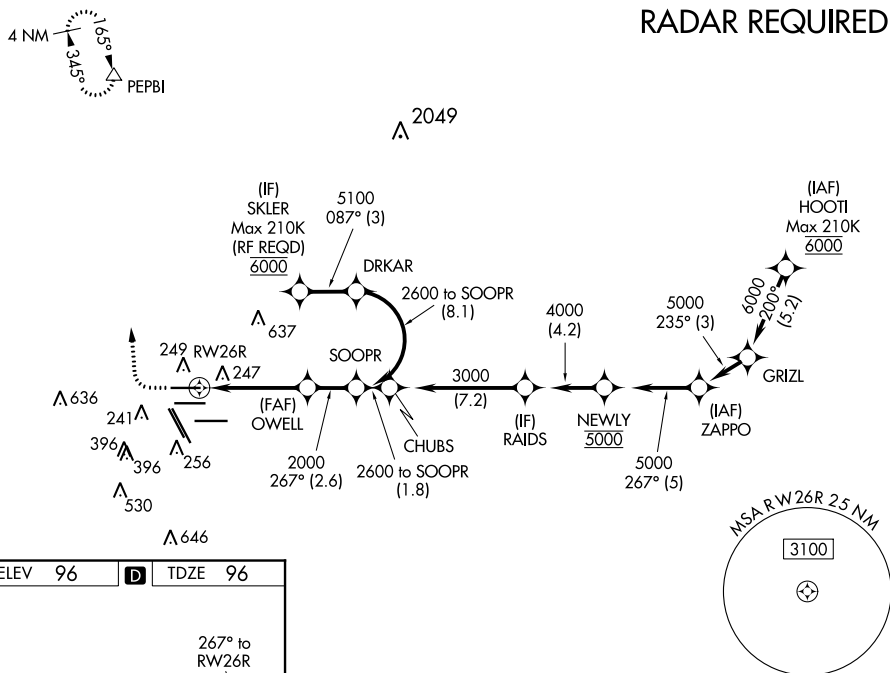 RADAR REQUIRED
4 NM
165°
345°
PEPBI
2049
(IF)
SKLER
Max 210K
(RF REQD)
6000
5100
087° (3)
DRKAR
(IAF)
HOOTI
Max 210K
6000
2600 to SOOPR
(8.1)
4000
(4.2)
5000
235° (3)
6000
200°
(5.2)
637
249
RW26R
247
SOOPR
GRIZL
3000
(7.2)
636
241
(FAF)
OWELL
CHUBS
(IF)
RAIDS
NEWLY
5000
(IAF)
ZAPPO
396
396
256
2000
267° (2.6)
2600 to SOOPR
(1.8)
5000
267° (5)
530
646
MSA RW26R 25 NM
3100
ELEV 96
D
TDZE 96
267° to
RW26R